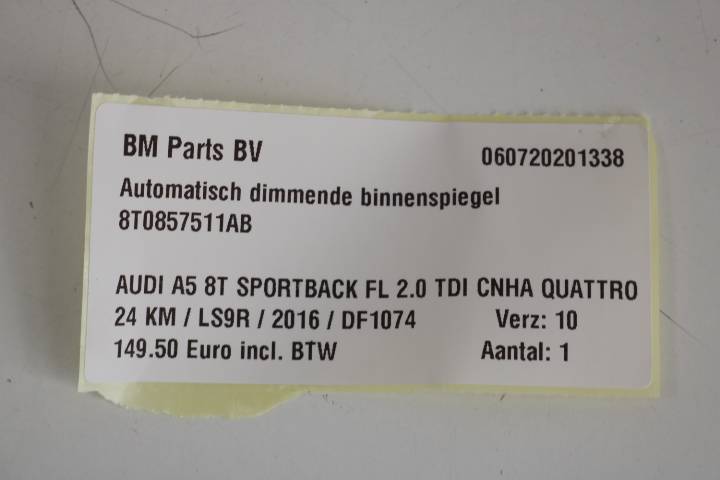 BM Parts BV 060720201338
Automatisch dimmende binnenspiegel
8T0857511AB
AUDI A5 8T SPORTBACK FL 2.0 TDI CNHA QUATTRO
24 KM / LS9R / 2016 / DF1074 Verz: 10
149.50 Euro incl. BTW Aantal: 1